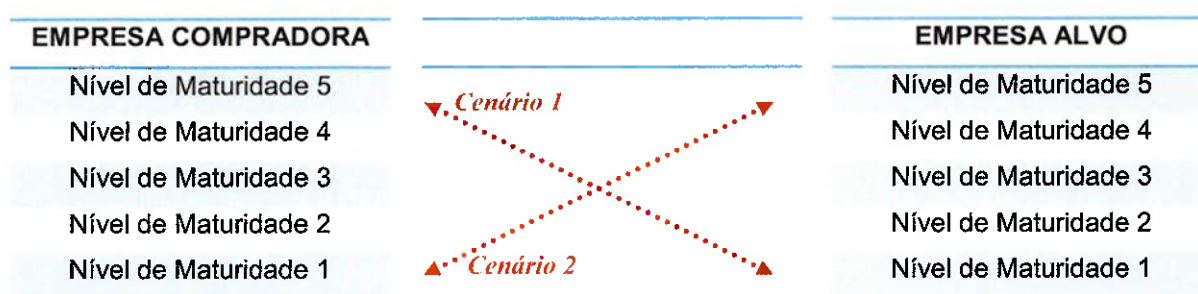 EMPRESA COMPRADORA
EMPRESA ALVO
Nível de Maturidade 5
Cenário 1
Nível de Maturidade 5
Nível de Maturidade 4
Nível de Maturidade 4
Nível de Maturidade 3
Nível de Maturidade 3
Nível de Maturidade 2
Nível de Maturidade 2
Nível de Maturidade 1
Cenário 2
Nível de Maturidade 1